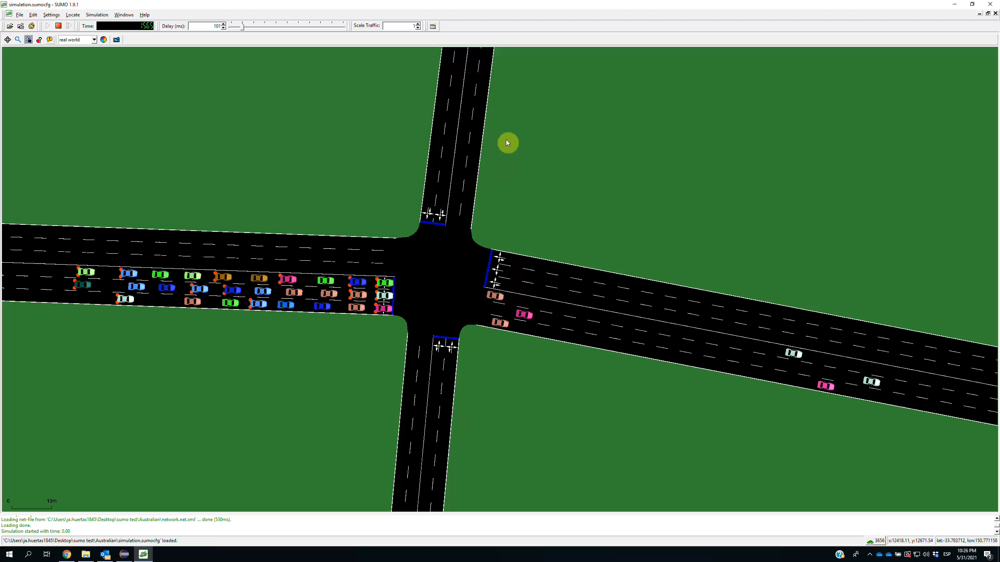 simulation.sumocfg - SUMO 1.9.1
File Edit Settings Locate Simulation Windows Help
Time: 1565 Delay (ms): 101 Scale Traffic: 1
real world
0 10m
Loading net-file from 'C:\Users\ja.huertas1845\Desktop\sumo test\Australian\network.net.xml' ... done (530ms).
Loading done.
Simulation started with time: 0.00
'C:\Users\ja.huertas1845\Desktop\sumo test\Australian\simulation.sumocfg' loaded.
3656
x:12418.11, y:12671.54
lat:-33.783712, lon:150.771158
ESP
10:26 PM
5/31/2021
2